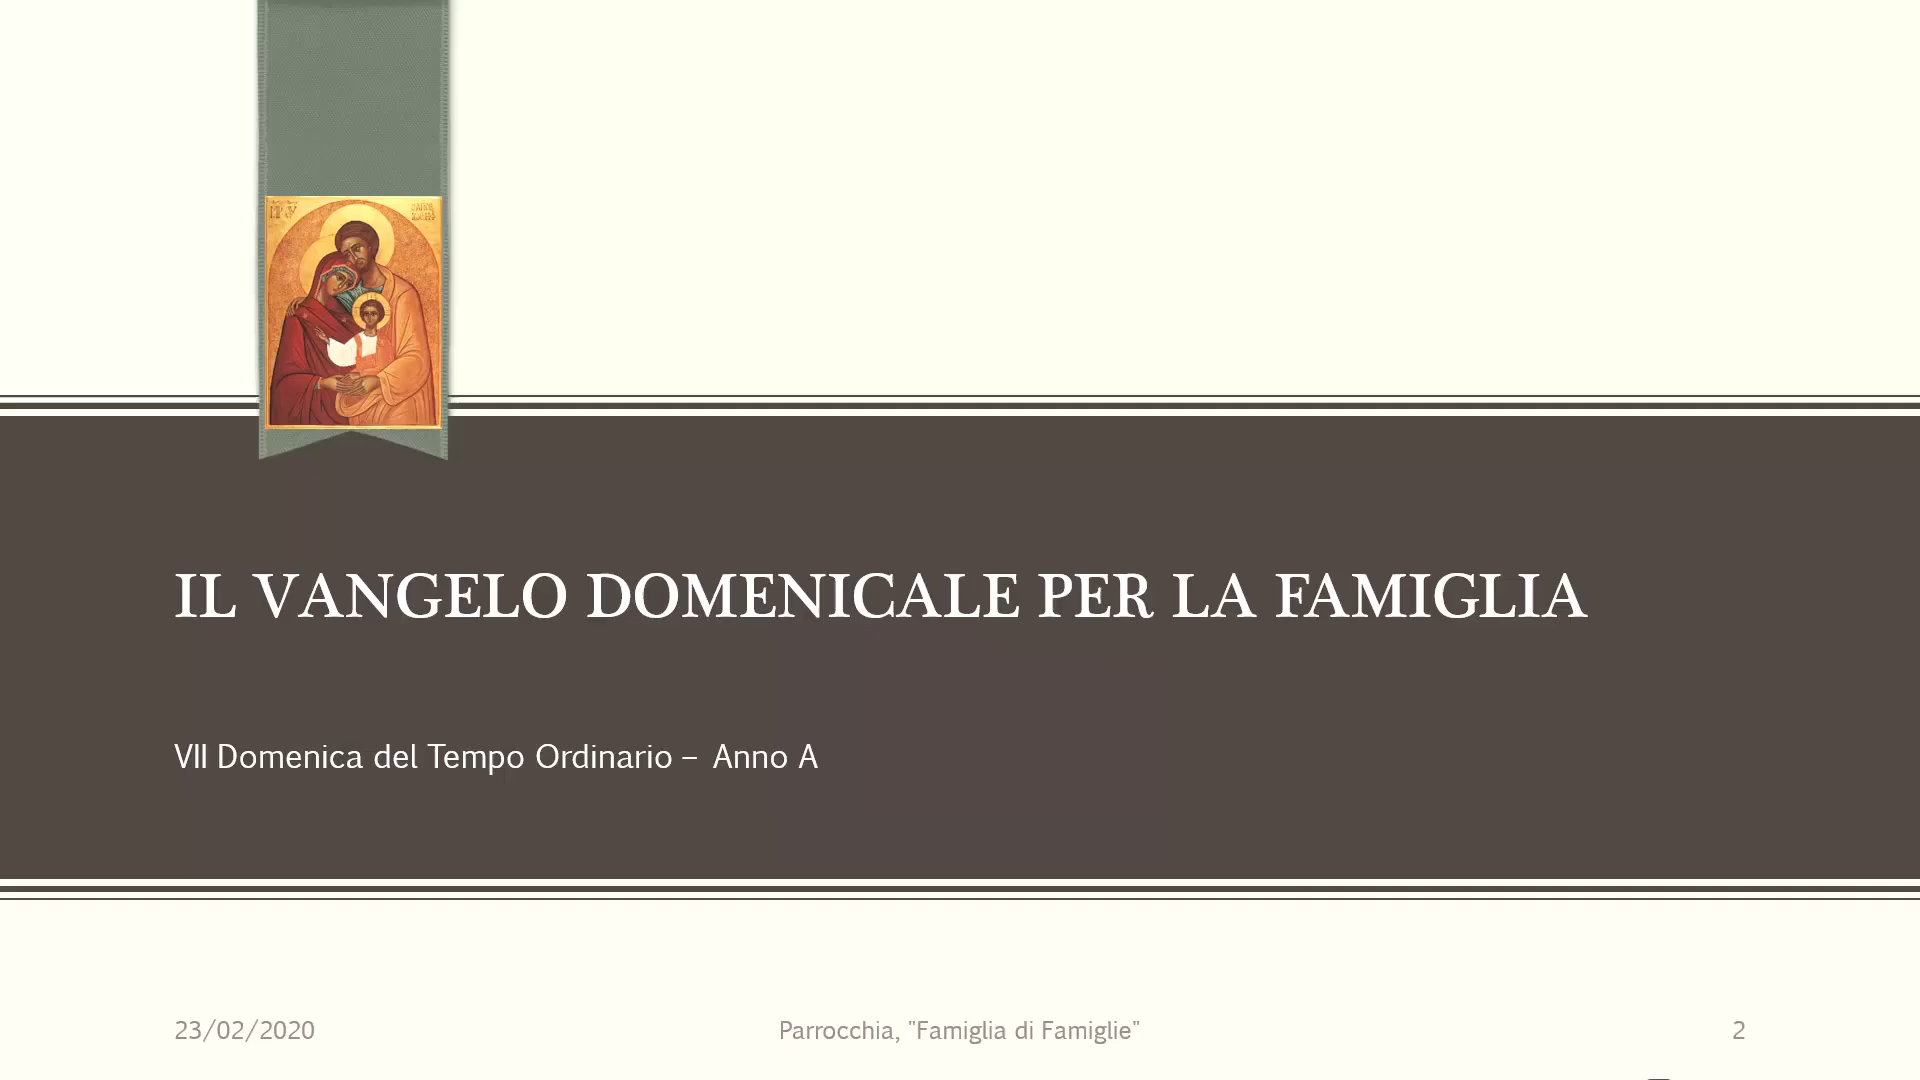 IL VANGELO DOMENICALE PER LA FAMIGLIA
VII Domenica del Tempo Ordinario – Anno A
23/02/2020
Parrocchia, "Famiglia di Famiglie"
2